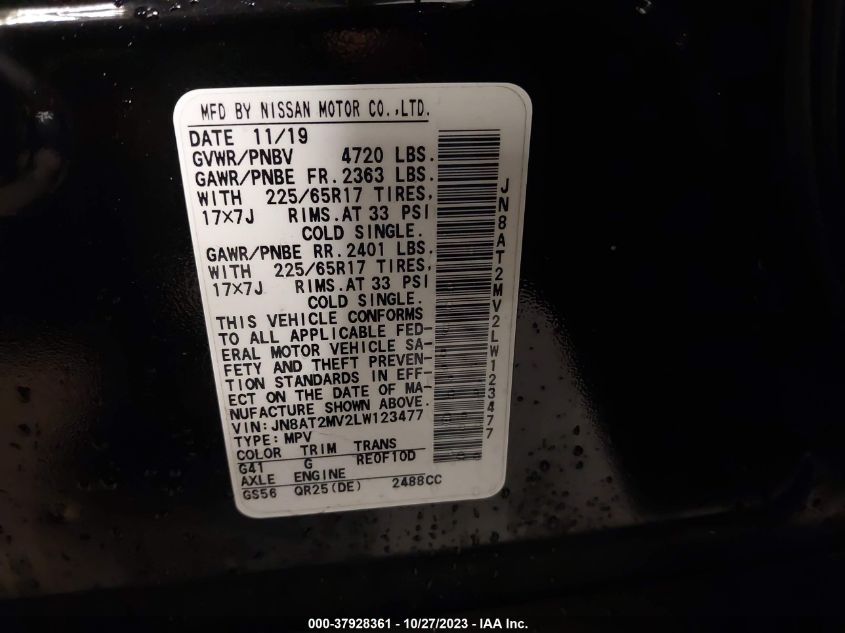 MFD BY NISSAN MOTOR CO.,LTD.
DATE 11/19
GVWR/PNBV 4720 LBS.
GAWR/PNBE FR. 2363 LBS.
WITH 225/65R17 TIRES,
17X7J RIMS. AT 33 PSI
COLD SINGLE.
GAWR/PNBE RR. 2401 LBS.
WITH 225/65R17 TIRES,
17X7J RIMS. AT 33 PSI
COLD SINGLE.
THIS VEHICLE CONFORMS
TO ALL APPLICABLE FED-
ERAL MOTOR VEHICLE SA-
FETY AND THEFT PREVEN-
TION STANDARDS IN EFF-
ECT ON THE DATE OF MA-
NUFACTURE SHOWN ABOVE.
VIN: JN8AT2MV2LW123477
TYPE: MPV
COLOR TRIM TRANS
G41 G RE0F10D
AXLE ENGINE
GS56 QR25(DE) 2488CC
JN8AT2MV2LW123477
000-37928361 - 10/27/2023 - IAA Inc.